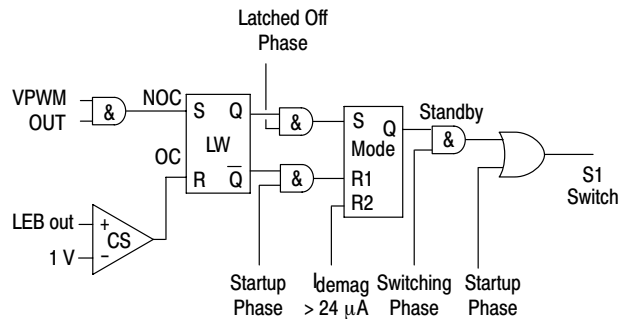 Latched Off
Phase
VPWM
OUT
&
NOC
S
Q
LW
OC
R
Q
&
&
S
Q
Mode
R1
R2
Standby
&
S1
Switch
LEB out
1 V
+
CS
−
Startup
Phase
Idemag
> 24 μA
Switching
Phase
Startup
Phase